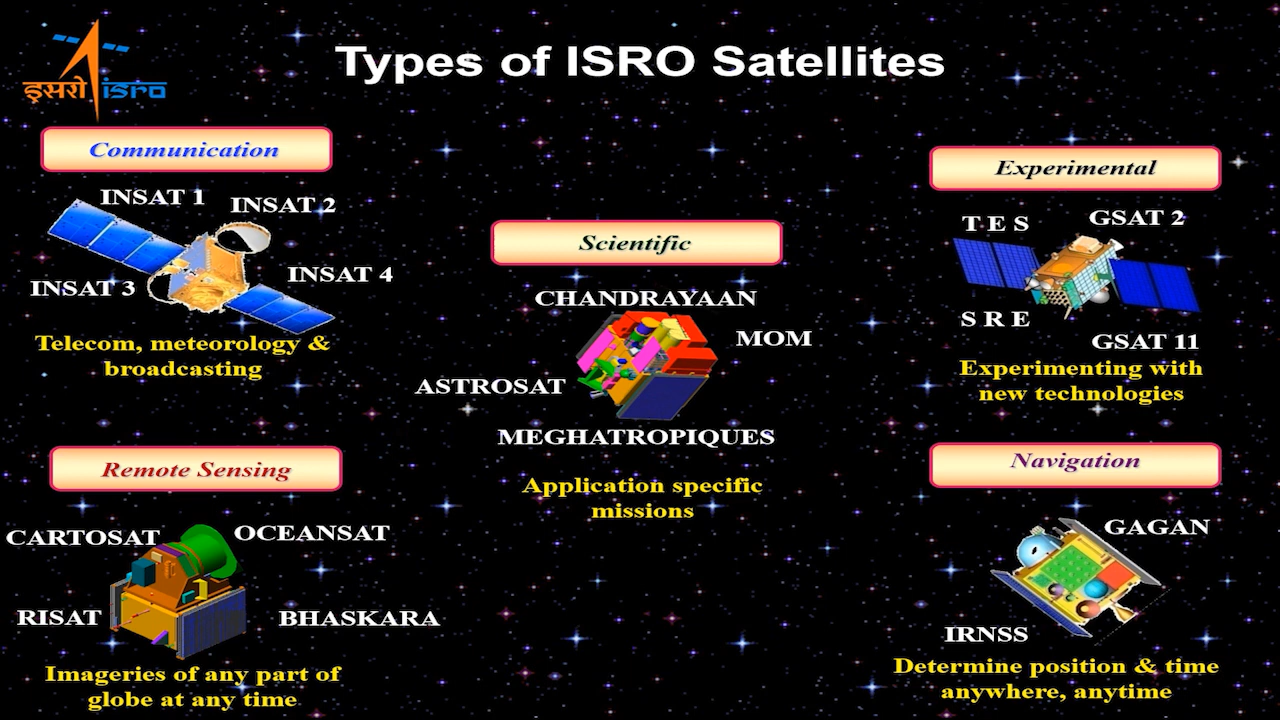 इसरो isro
Types of ISRO Satellites
Communication
INSAT 1
INSAT 2
INSAT 3
INSAT 4
Telecom, meteorology &
broadcasting
Remote Sensing
CARTOSAT
OCEANSAT
RISAT
BHASKARA
Imageries of any part of
globe at any time
Scientific
CHANDRAYAAN
MOM
ASTROSAT
MEGHATROPIQUES
Application specific
missions
Experimental
T E S
GSAT 2
S R E
GSAT 11
Experimenting with
new technologies
Navigation
GAGAN
IRNSS
Determine position & time
anywhere, anytime